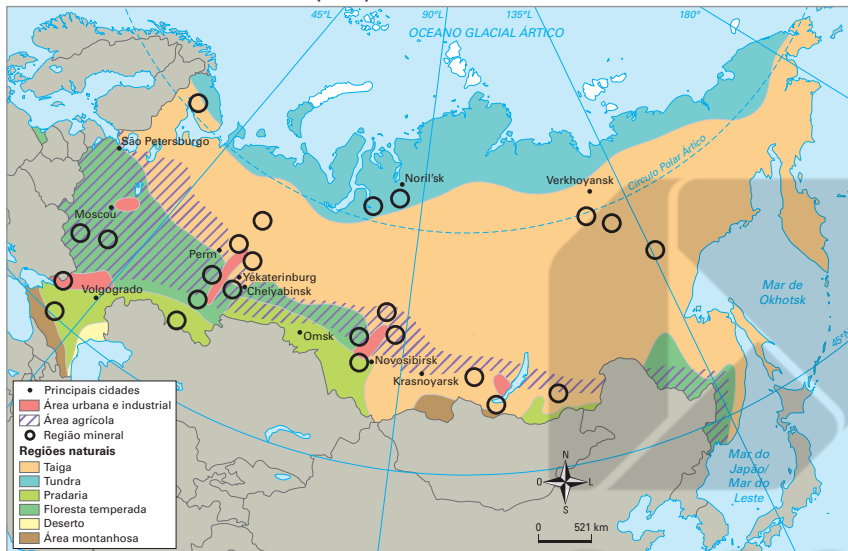 45°L
90°L
135°L
180°
OCEANO GLACIAL ÁRTICO
São Petersburgo
Noril'sk
Verkhoyansk
Círculo Polar Ártico
Moscou
Perm
Yekaterinburg
Chelyabinsk
Volgogrado
Omsk
Novosibirsk
Krasnoyarsk
Mar de
Okhotsk
45°N
Mar do
Japão/
Mar do
Leste
Principais cidades
Área urbana e industrial
Área agrícola
Região mineral
Regiões naturais
Taiga
Tundra
Pradaria
Floresta temperada
Deserto
Área montanhosa
N
O
L
S
0
521 km